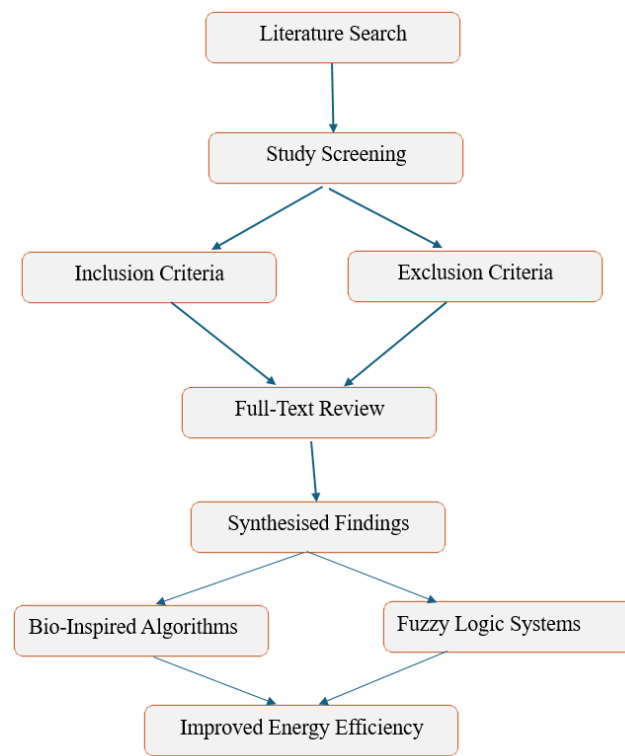 Literature Search
Study Screening
Inclusion Criteria
Exclusion Criteria
Full-Text Review
Synthesised Findings
Bio-Inspired Algorithms
Fuzzy Logic Systems
Improved Energy Efficiency